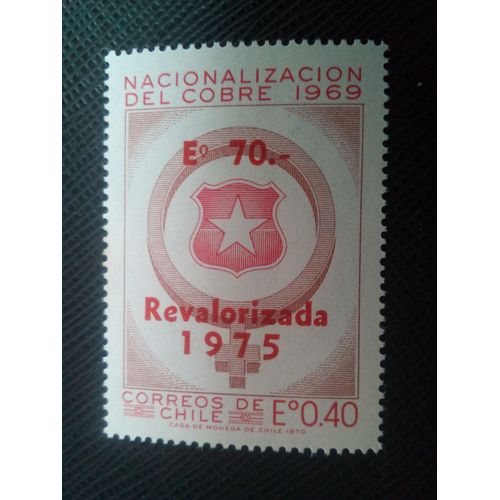 NACIONALIZACION
DEL COBRE 1969
Eº 70.-
Revalorizada
1975
CORREOS DE
CHILE
Eº0.40
CASA DE MONEDA DE CHILE 1970